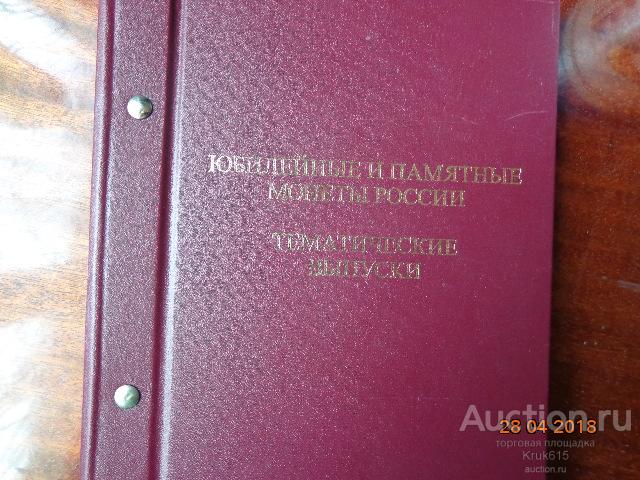 ЮБИЛЕЙНЫЕ И ПАМЯТНЫЕ
МОНЕТЫ РОССИИ
ТЕМАТИЧЕСКИЕ
ВЫПУСКИ
Auction.ru
28 04 2018
торговая площадка
Kruk615
auction.ru